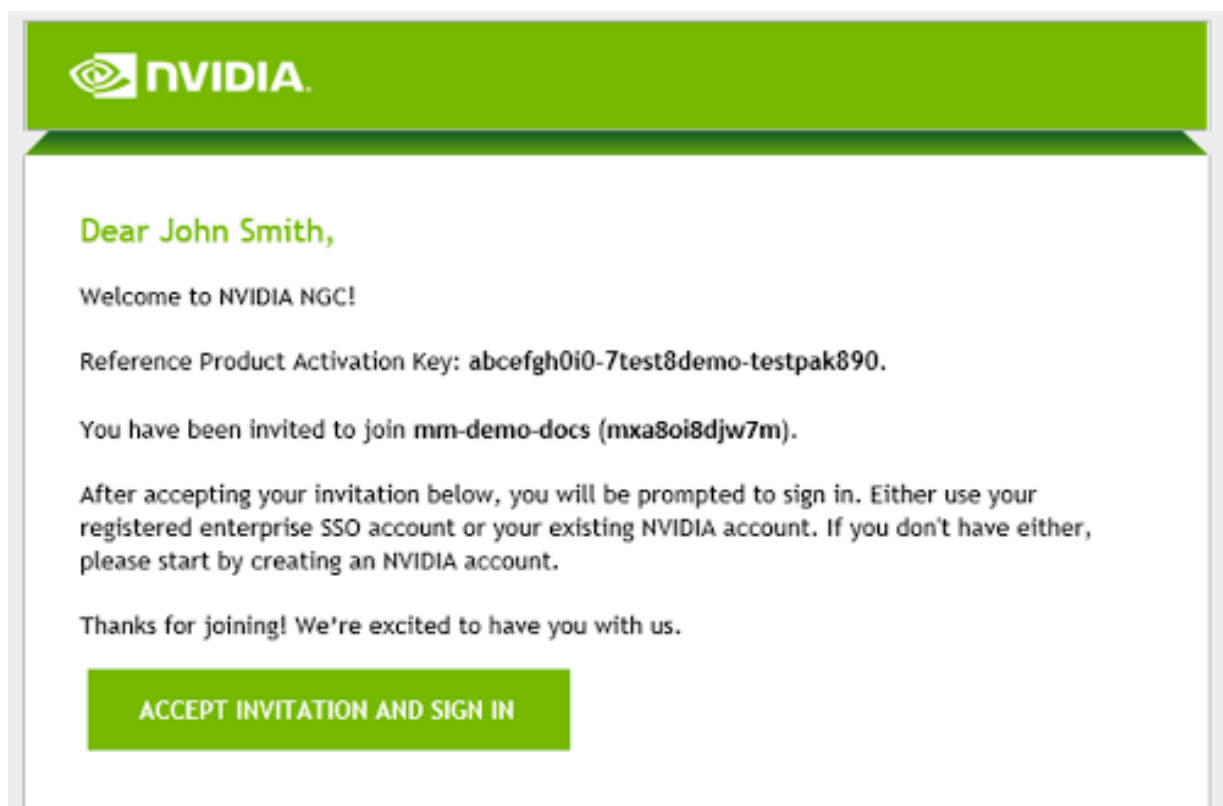 NVIDIA.
Dear John Smith,
Welcome to NVIDIA NGC!
Reference Product Activation Key: abcefgh0i0-7test8demo-testpak890.
You have been invited to join mm-demo-docs (mxa8oi8djw7m).
After accepting your invitation below, you will be prompted to sign in. Either use your
registered enterprise SSO account or your existing NVIDIA account. If you don't have either,
please start by creating an NVIDIA account.
Thanks for joining! We're excited to have you with us.
ACCEPT INVITATION AND SIGN IN